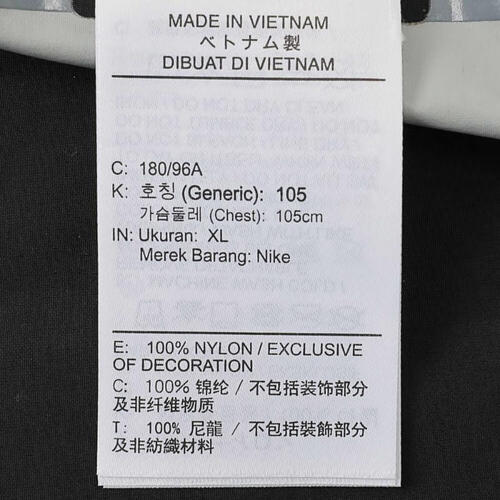 MADE IN VIETNAM
ベトナム製
DIBUAT DI VIETNAM
C: 180/96A
K: 호칭 (Generic): 105
가슴둘레 (Chest): 105cm
IN: Ukuran: XL
Merek Barang: Nike
E: 100% NYLON / EXCLUSIVE
OF DECORATION
C: 100% 锦纶 / 不包括装饰部分
及非纤维物质
T: 100% 尼龍 / 不包括裝飾部分
及非紡織材料